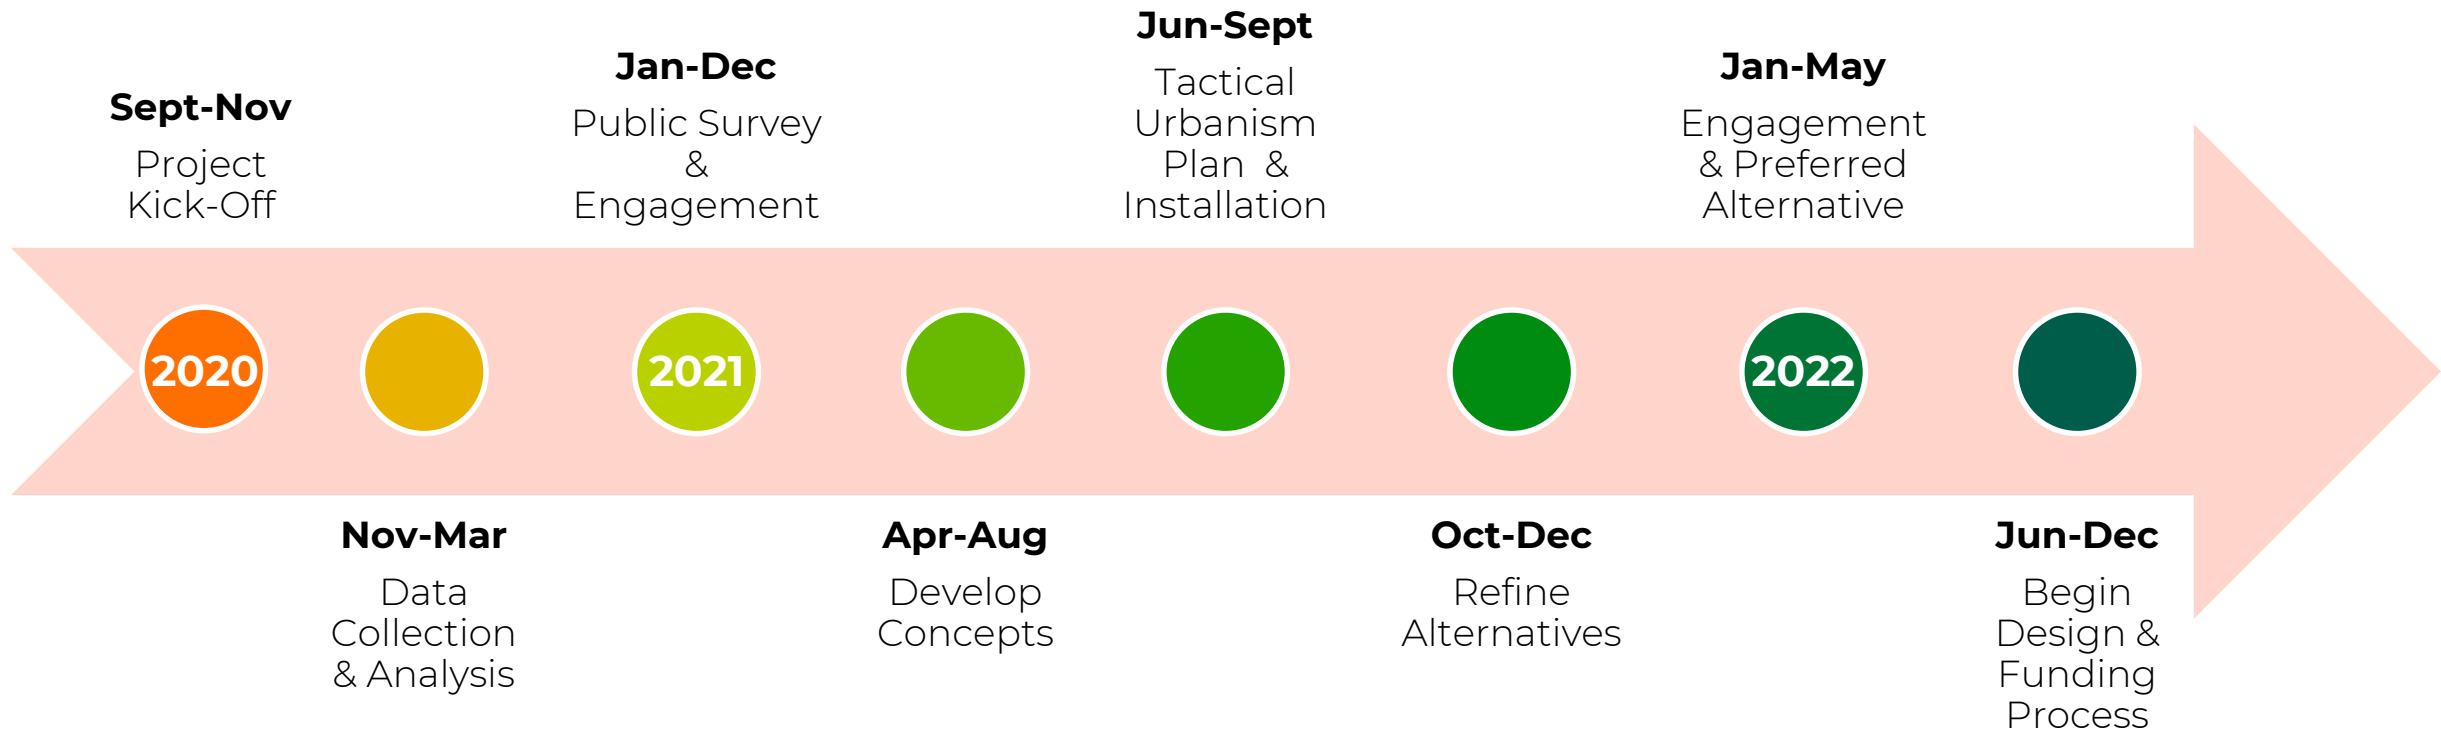 Sept-Nov
Project
Kick-Off
2020
Nov-Mar
Data
Collection
& Analysis
Jan-Dec
Public Survey
&
Engagement
2021
Apr-Aug
Develop
Concepts
Jun-Sept
Tactical
Urbanism
Plan  &
Installation
Oct-Dec
Refine
Alternatives
Jan-May
Engagement
& Preferred
Alternative
2022
Jun-Dec
Begin
Design &
Funding
Process